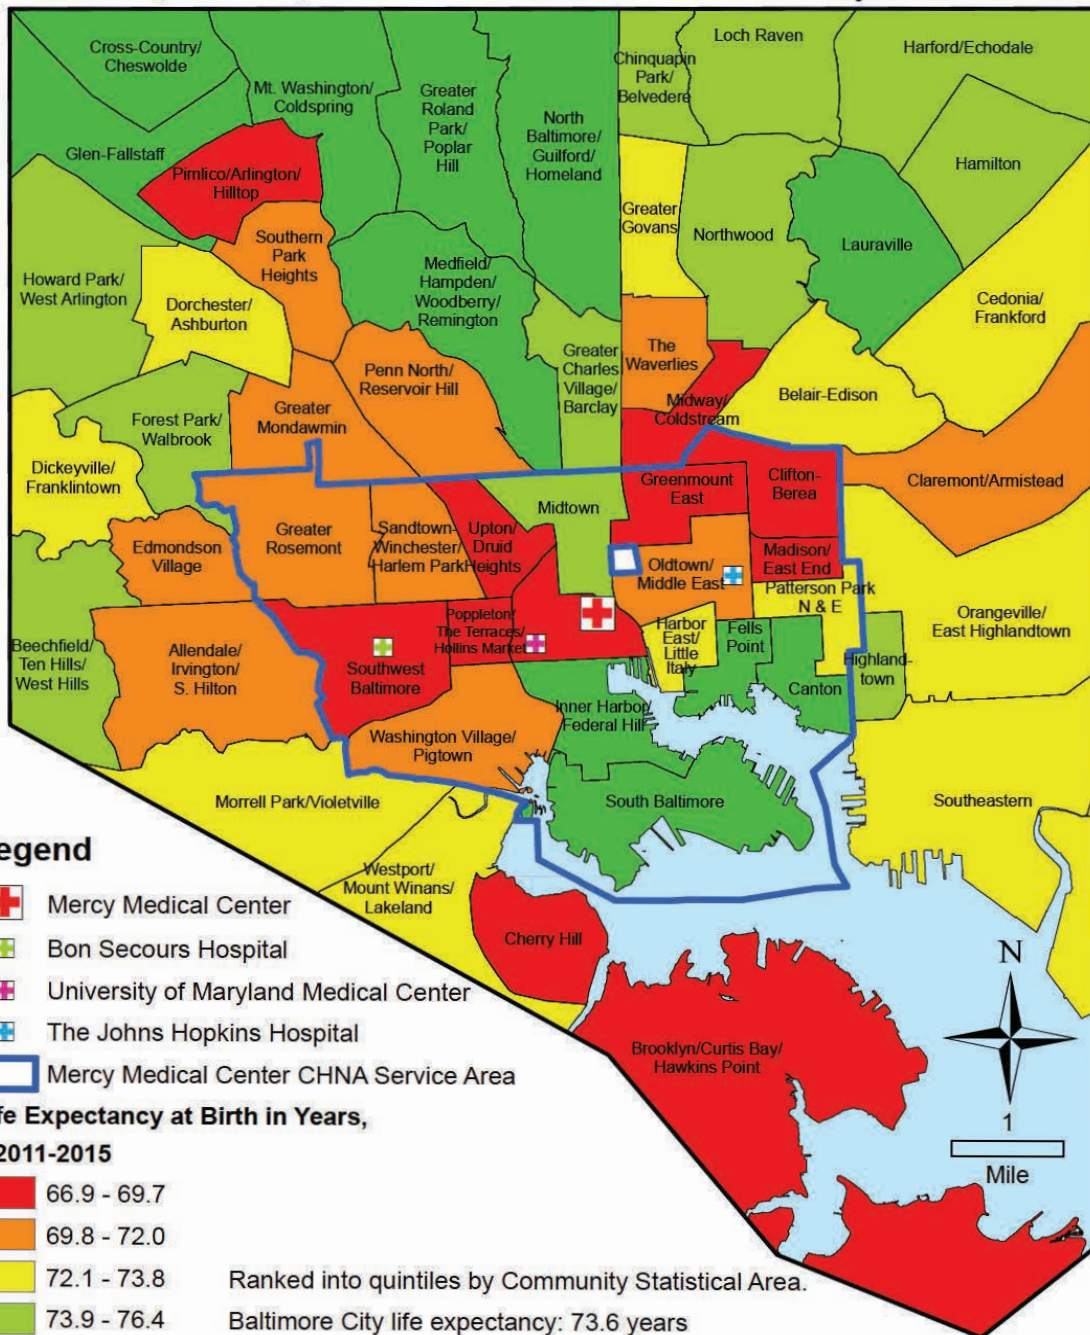 Cross-Country/
Cheswolde
Mt. Washington/
Coldspring
Greater
Roland
Park/
Poplar
Hill
North
Baltimore/
Guilford/
Homeland
Chinquapin
Park/
Belvedere
Loch Raven
Harford/Echodale
Glen-Fallstaff
Pimlico/Arlington/
Hilltop
Hamilton
Greater
Govans
Northwood
Lauraville
Southern
Park
Heights
Howard Park/
West Arlington
Dorchester/
Ashburton
Medfield/
Hampden/
Woodberry/
Remington
Cedonia/
Frankford
Greater
Charles
Village/
Barclay
The
Waverlies
Penn North/
Reservoir Hill
Belair-Edison
Midway/
Coldstream
Forest Park/
Walbrook
Greater
Mondawmin
Dickeyville/
Franklintown
Claremont/Armistead
Greenmount
East
Clifton-
Berea
Midtown
Greater
Rosemont
Sandtown-
Winchester/
Harlem Park
Upton/
Druid
Heights
Edmondson
Village
Oldtown/
Middle East
Madison/
East End
Patterson Park
N & E
Orangeville/
East Highlandtown
Poppleton/
The Terraces/
Hollins Market
Harbor
East/
Little
Italy
Fells
Point
Beechfield/
Ten Hills/
West Hills
Allendale/
Irvington/
S. Hilton
Southwest
Baltimore
Highland-
town
Canton
Inner Harbor/
Federal Hill
Washington Village/
Pigtown
Morrell Park/Violetville
South Baltimore
Southeastern
Westport/
Mount Winans/
Lakeland
Cherry Hill
Brooklyn/Curtis Bay/
Hawkins Point
N
1
Mile
egend
Mercy Medical Center
Bon Secours Hospital
University of Maryland Medical Center
The Johns Hopkins Hospital
Mercy Medical Center CHNA Service Area
fe Expectancy at Birth in Years,
2011-2015
66.9 - 69.7
69.8 - 72.0
72.1 - 73.8
Ranked into quintiles by Community Statistical Area.
73.9 - 76.4
Baltimore City life expectancy: 73.6 years